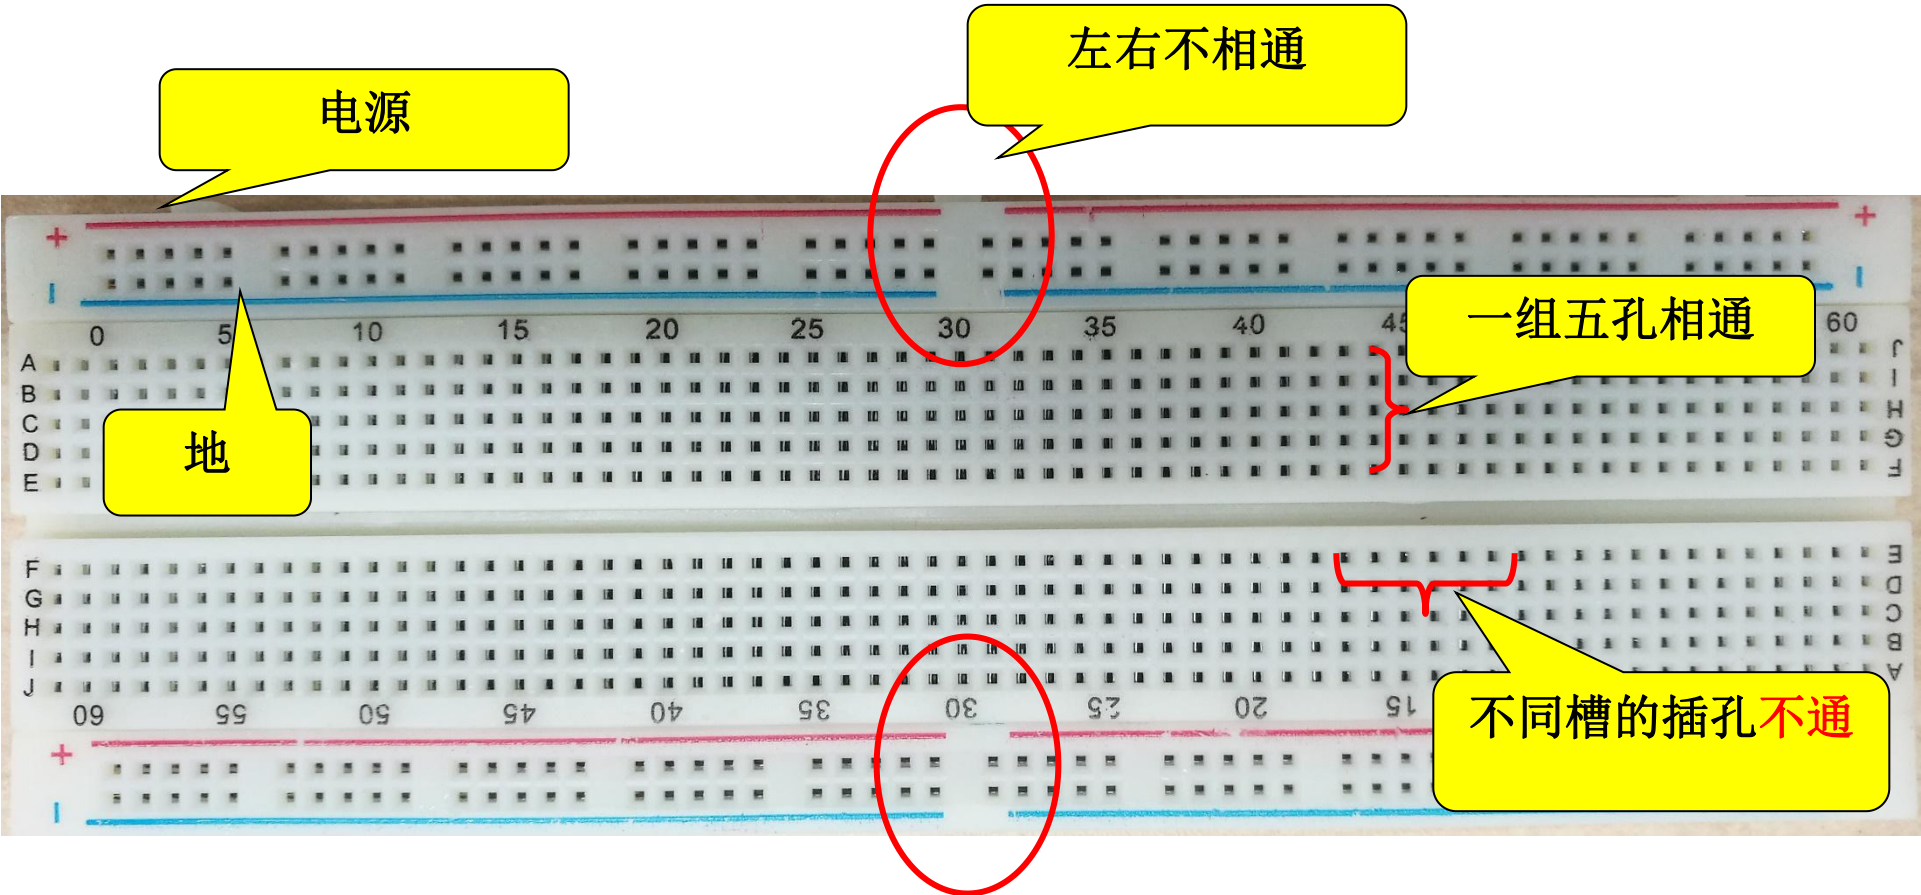 左右不相通
电源
+ +
- -
0 5 10 15 20 25 30 35 40 45 60
一组五孔相通
A J
B I
C H
地
D G
E F
F E
G D
H C
I B
J A
不同槽的插孔不通
60 55 50 45 40 35 30 25 20 15
+
-